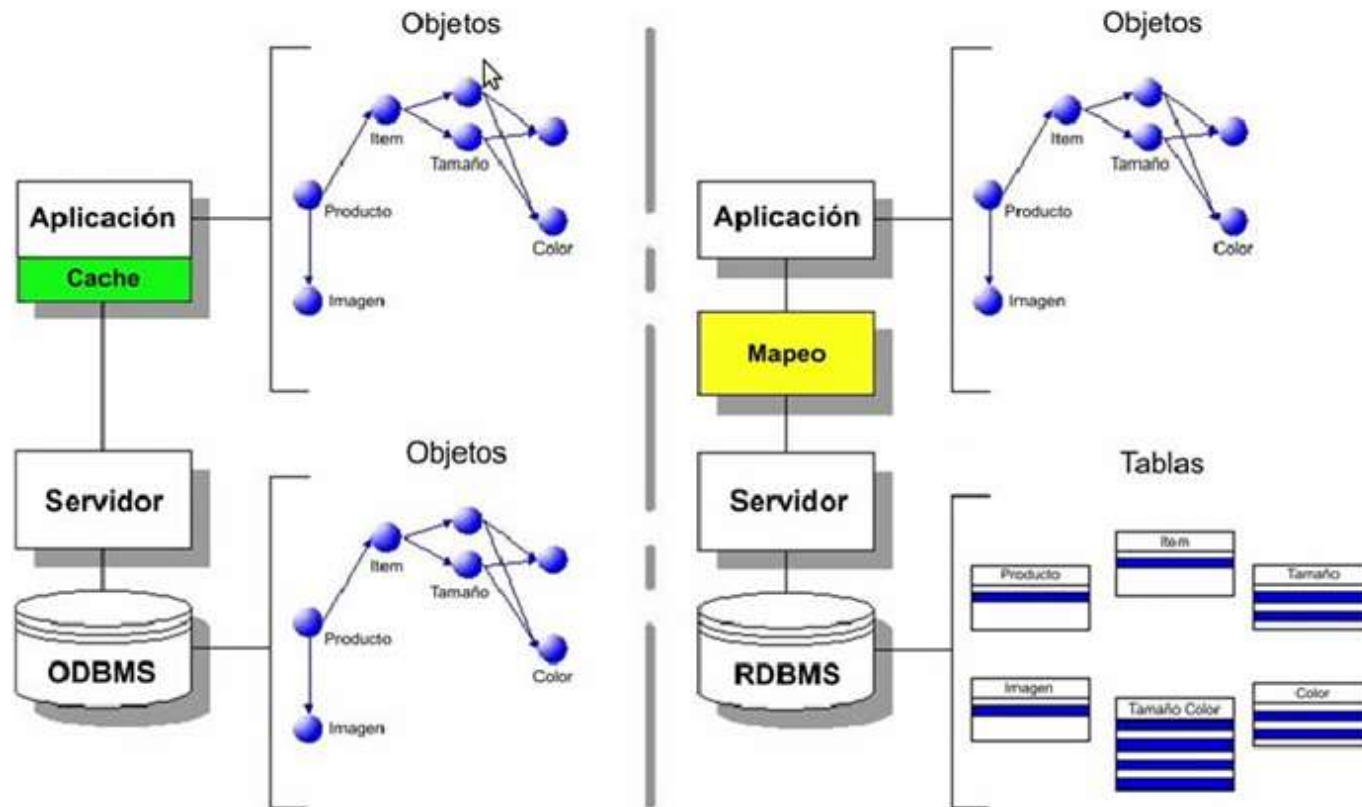 Objetos
Item
Tamaño
Producto
Color
Imagen
Aplicación
Cache
Servidor
ODBMS
Objetos
Item
Tamaño
Producto
Color
Imagen
Objetos
Item
Tamaño
Producto
Color
Imagen
Aplicación
Mapeo
Servidor
RDBMS
Tablas
Item
Producto
Tamaño
Imagen
Tamaño Color
Color